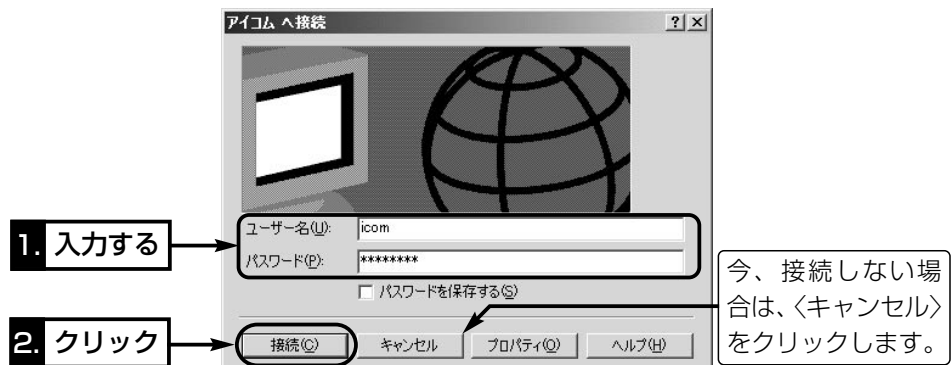 アイコム へ接続
ユーザー名(U):
icom
パスワード(P):
********
パスワードを保存する(S)
接続(C)
キャンセル
プロパティ(O)
ヘルプ(H)
1. 入力する
2. クリック
今、接続しない場
合は、〈キャンセル〉
をクリックします。